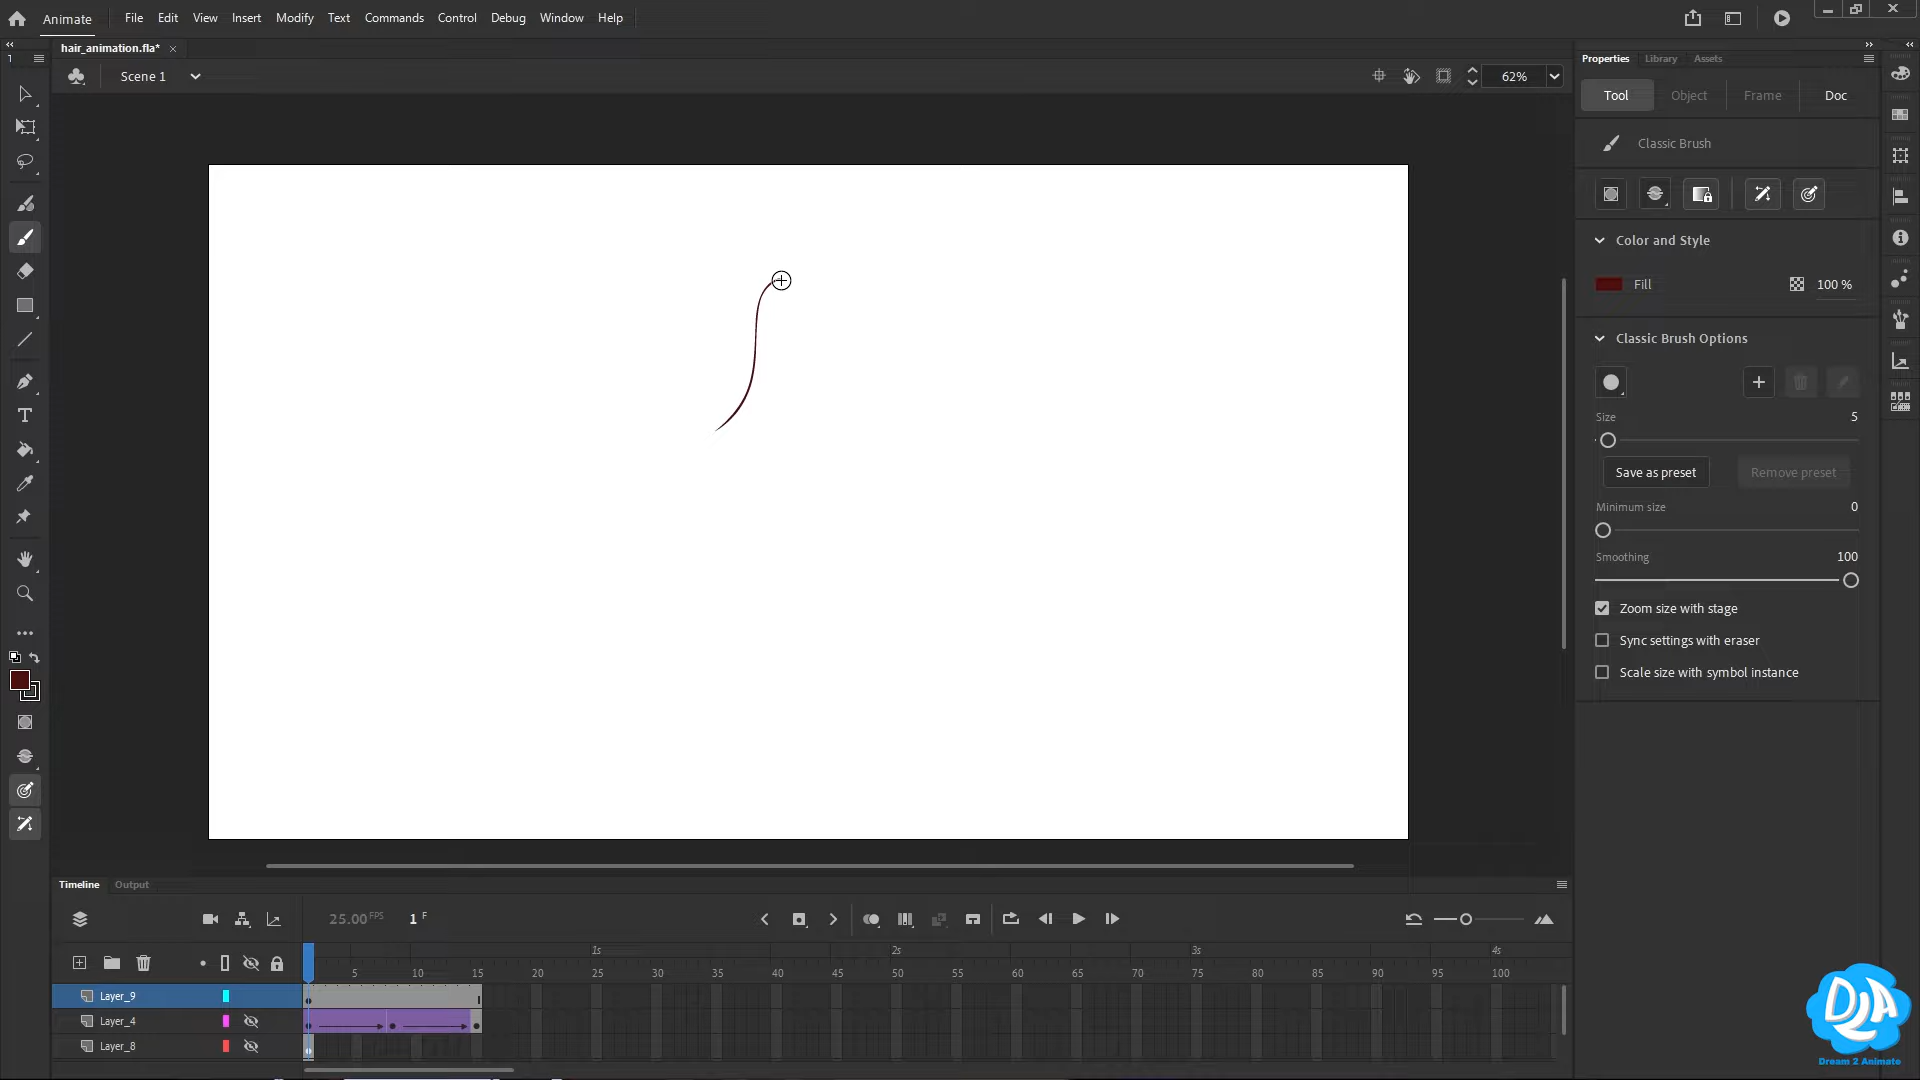 Animate File Edit View Insert Modify Text Commands Control Debug Window Help
hair_animation.fla*
Scene 1
62%
Properties Library Assets
Tool Object Frame Doc
Classic Brush
Color and Style
Fill 100 %
Classic Brush Options
Size 5
Save as preset Remove preset
Minimum size 0
Smoothing 100
Zoom size with stage
Sync settings with eraser
Scale size with symbol instance
Timeline Output
25.00 FPS 1 F
1s 2s 3s 4s
5 10 15 20 25 30 35 40 45 50 55 60 65 70 75 80 85 90 95 100
Layer_9
Layer_4
Layer_8
D2A
Dream 2 Animate